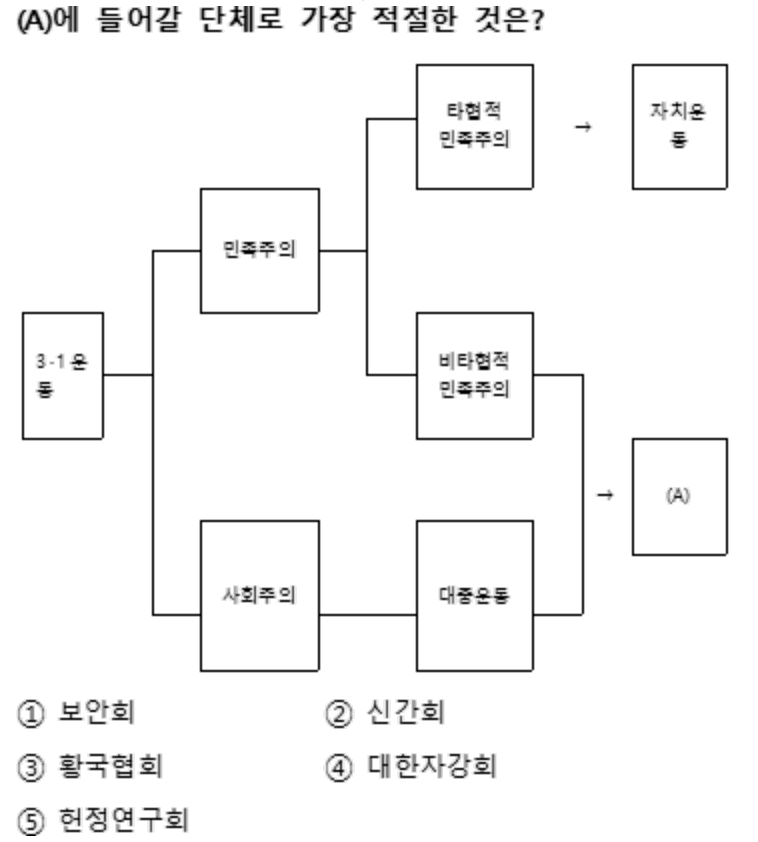 (A)에 들어갈 단체로 가장 적절한 것은?
타협적
민족주의
→
자치운
동
민족주의
3·1운
동
비타협적
민족주의
→
(A)
사회주의
대중운동
① 보안회
② 신간회
③ 황국협회
④ 대한자강회
⑤ 헌정연구회